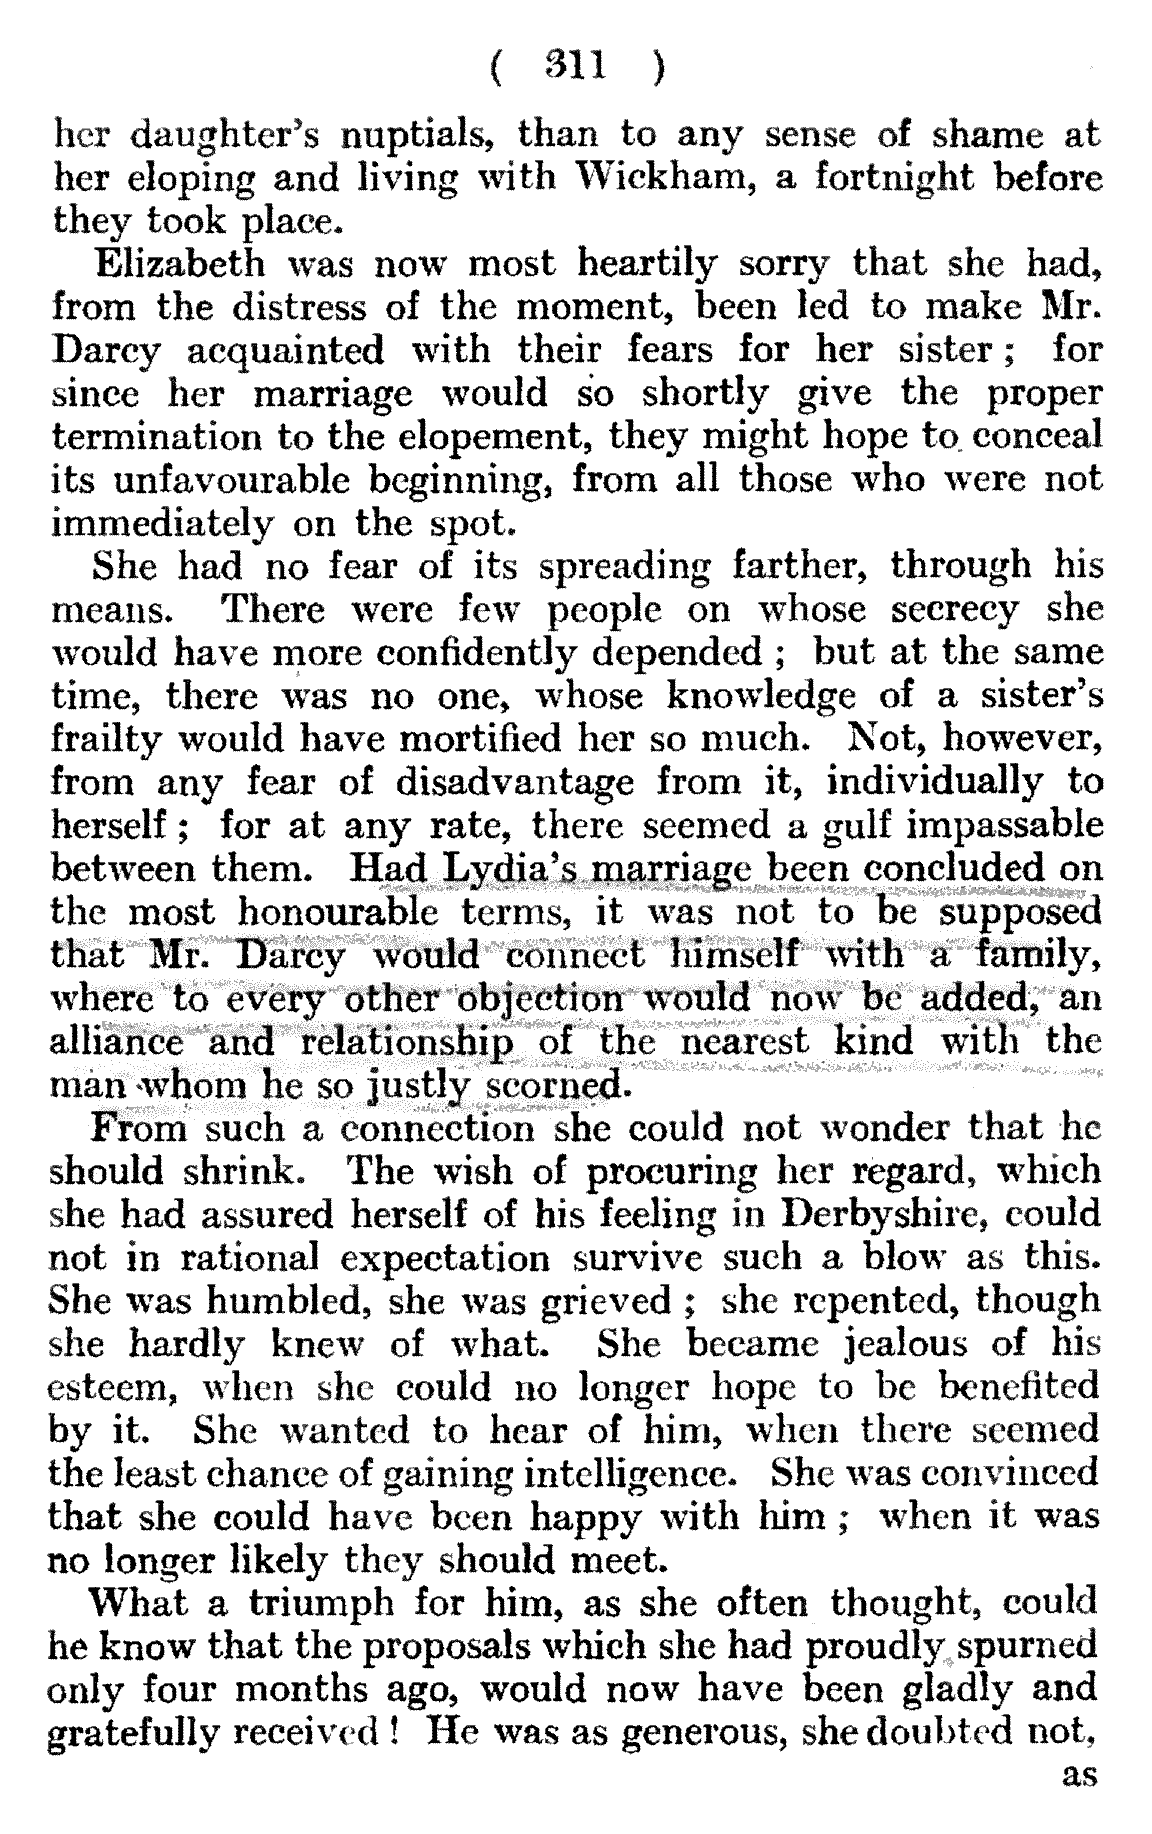 ( 311 )
her daughter's nuptials, than to any sense of shame at
her eloping and living with Wickham, a fortnight before
they took place.
Elizabeth was now most heartily sorry that she had,
from the distress of the moment, been led to make Mr.
Darcy acquainted with their fears for her sister ; for
since her marriage would so shortly give the proper
termination to the elopement, they might hope to conceal
its unfavourable beginning, from all those who were not
immediately on the spot.
She had no fear of its spreading farther, through his
means. There were few people on whose secrecy she
would have more confidently depended ; but at the same
time, there was no one, whose knowledge of a sister's
frailty would have mortified her so much. Not, however,
from any fear of disadvantage from it, individually to
herself ; for at any rate, there seemed a gulf impassable
between them. Had Lydia's marriage been concluded on
the most honourable terms, it was not to be supposed
that Mr. Darcy would connect himself with a family,
where to every other objection would now be added, an
alliance and relationship of the nearest kind with the
man whom he so justly scorned.
From such a connection she could not wonder that he
should shrink. The wish of procuring her regard, which
she had assured herself of his feeling in Derbyshire, could
not in rational expectation survive such a blow as this.
She was humbled, she was grieved ; she repented, though
she hardly knew of what. She became jealous of his
esteem, when she could no longer hope to be benefited
by it. She wanted to hear of him, when there seemed
the least chance of gaining intelligence. She was convinced
that she could have been happy with him ; when it was
no longer likely they should meet.
What a triumph for him, as she often thought, could
he know that the proposals which she had proudly spurned
only four months ago, would now have been gladly and
gratefully received ! He was as generous, she doubted not,
as